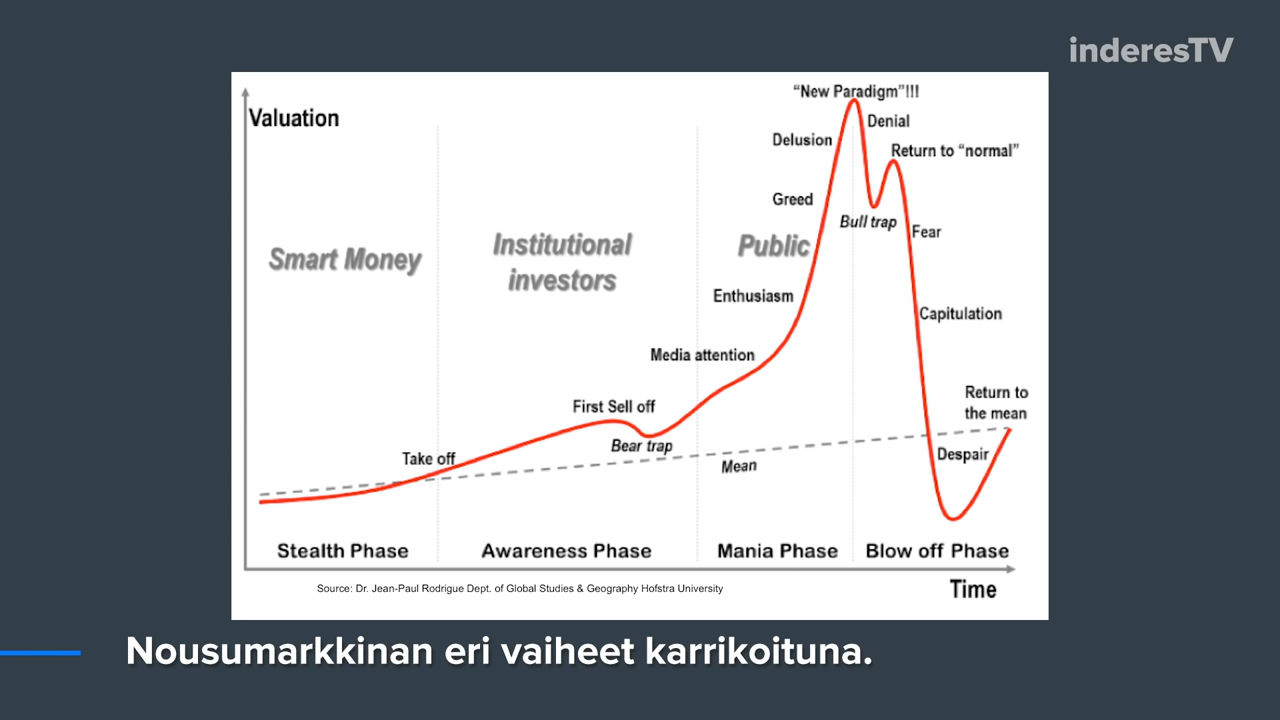 inderesTV
Valuation
"New Paradigm"!!!
Denial
Delusion
Return to "normal"
Greed
Bull trap
Fear
Smart Money
Institutional
investors
Public
Enthusiasm
Capitulation
Media attention
First Sell off
Bear trap
Return to
the mean
Take off
Mean
Despair
Stealth Phase
Awareness Phase
Mania Phase
Blow off Phase
Source: Dr. Jean-Paul Rodrigue Dept. of Global Studies & Geography Hofstra University
Time
Nousumarkkinan eri vaiheet karrikoituna.